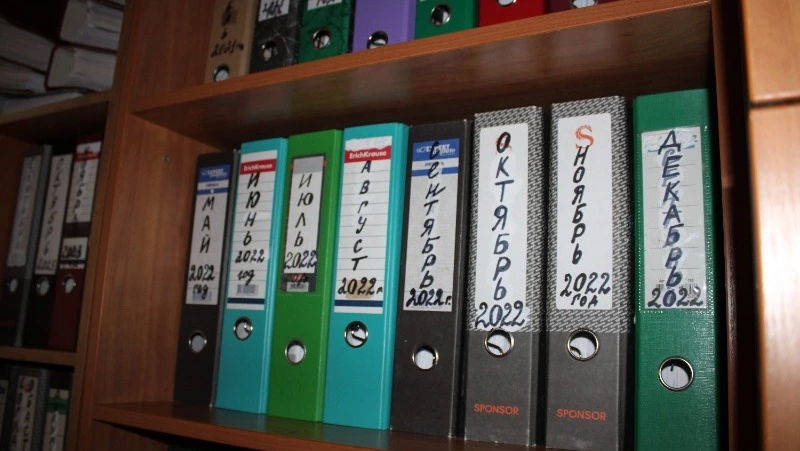 МАЙ
2022
год
ErichKrause
ИЮНЬ
2022
год
ИЮЛЬ
2022
ErichKrause
АВГУСТ
2022 г.
СЕНТЯБРЬ
2022 г.
ОКТЯБРЬ
2022
SPONSOR
S
НОЯБРЬ
2022
ГОД
SPONSOR
ДЕКАБРЬ
2022